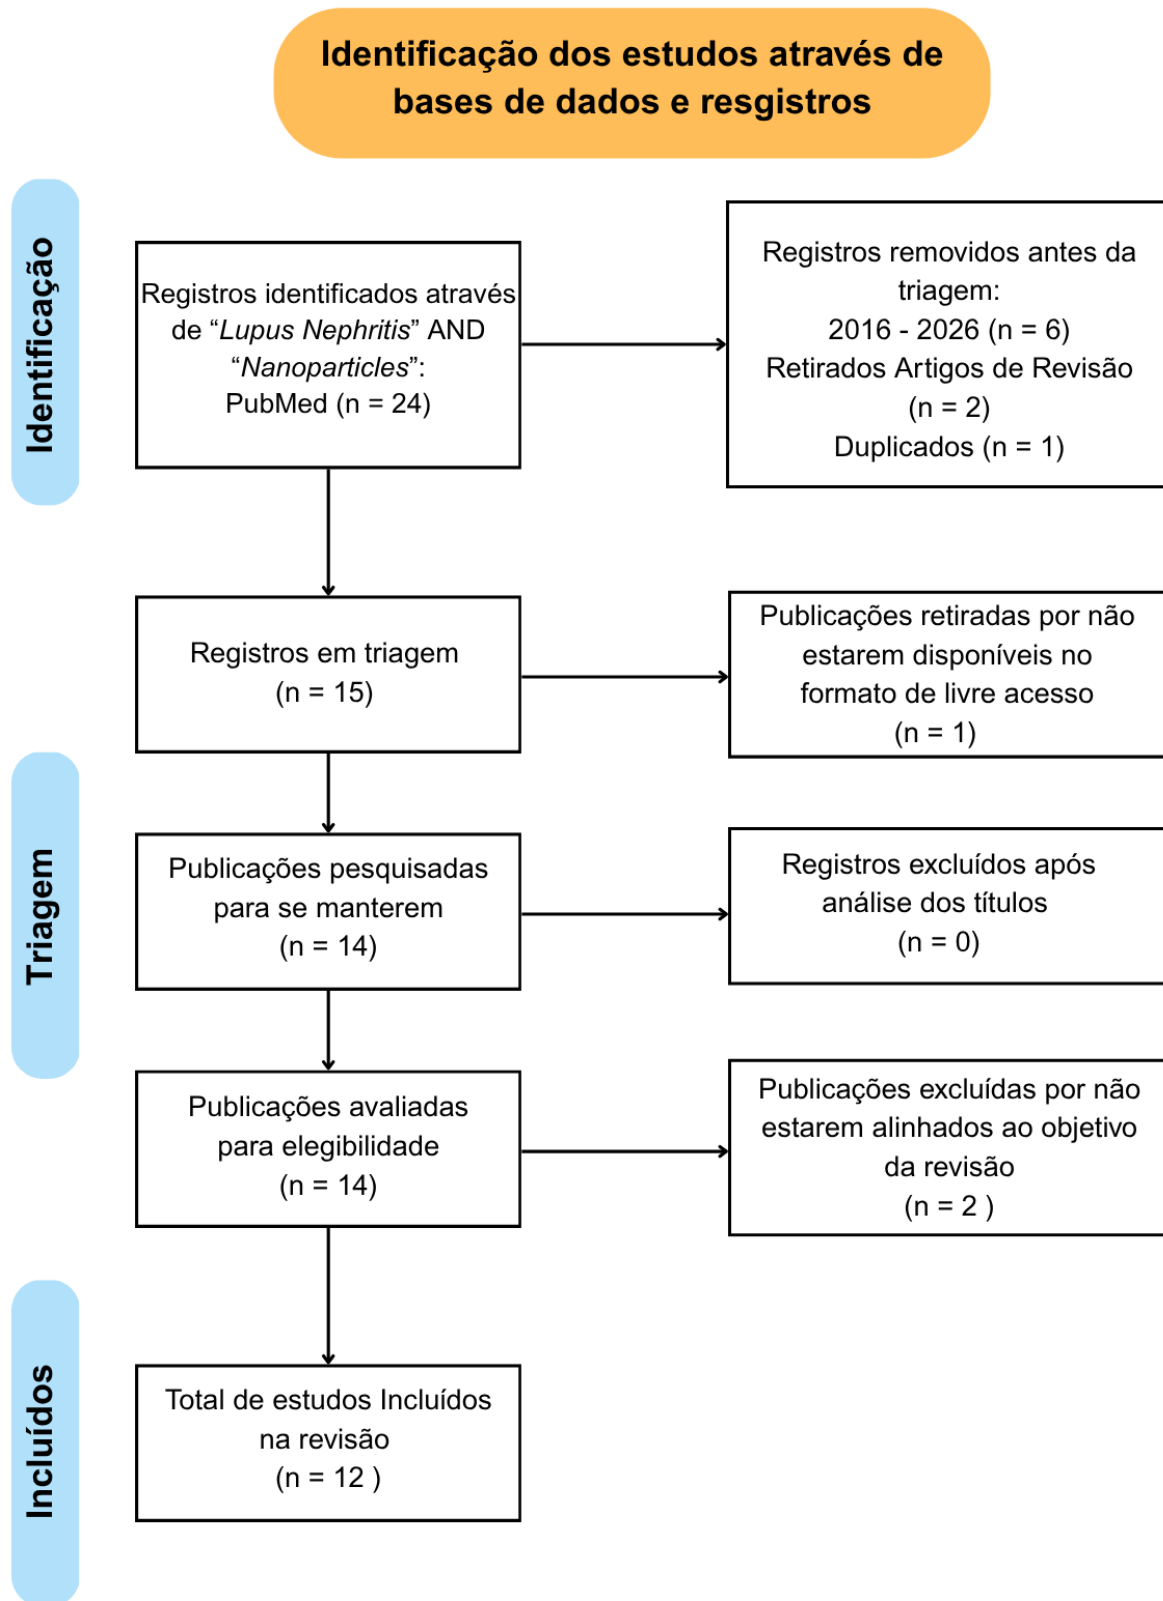 Identificação dos estudos através de
bases de dados e resgistros
Identificação
Registros identificados através
de “Lupus Nephritis” AND
“Nanoparticles”:
PubMed (n = 24)
Registros removidos antes da
triagem:
2016 - 2026 (n = 6)
Retirados Artigos de Revisão
(n = 2)
Duplicados (n = 1)
Registros em triagem
(n = 15)
Publicações retiradas por não
estarem disponíveis no
formato de livre acesso
(n = 1)
Triagem
Publicações pesquisadas
para se manterem
(n = 14)
Registros excluídos após
análise dos títulos
(n = 0)
Publicações avaliadas
para elegibilidade
(n = 14)
Publicações excluídas por não
estarem alinhados ao objetivo
da revisão
(n = 2 )
Incluídos
Total de estudos Incluídos
na revisão
(n = 12 )